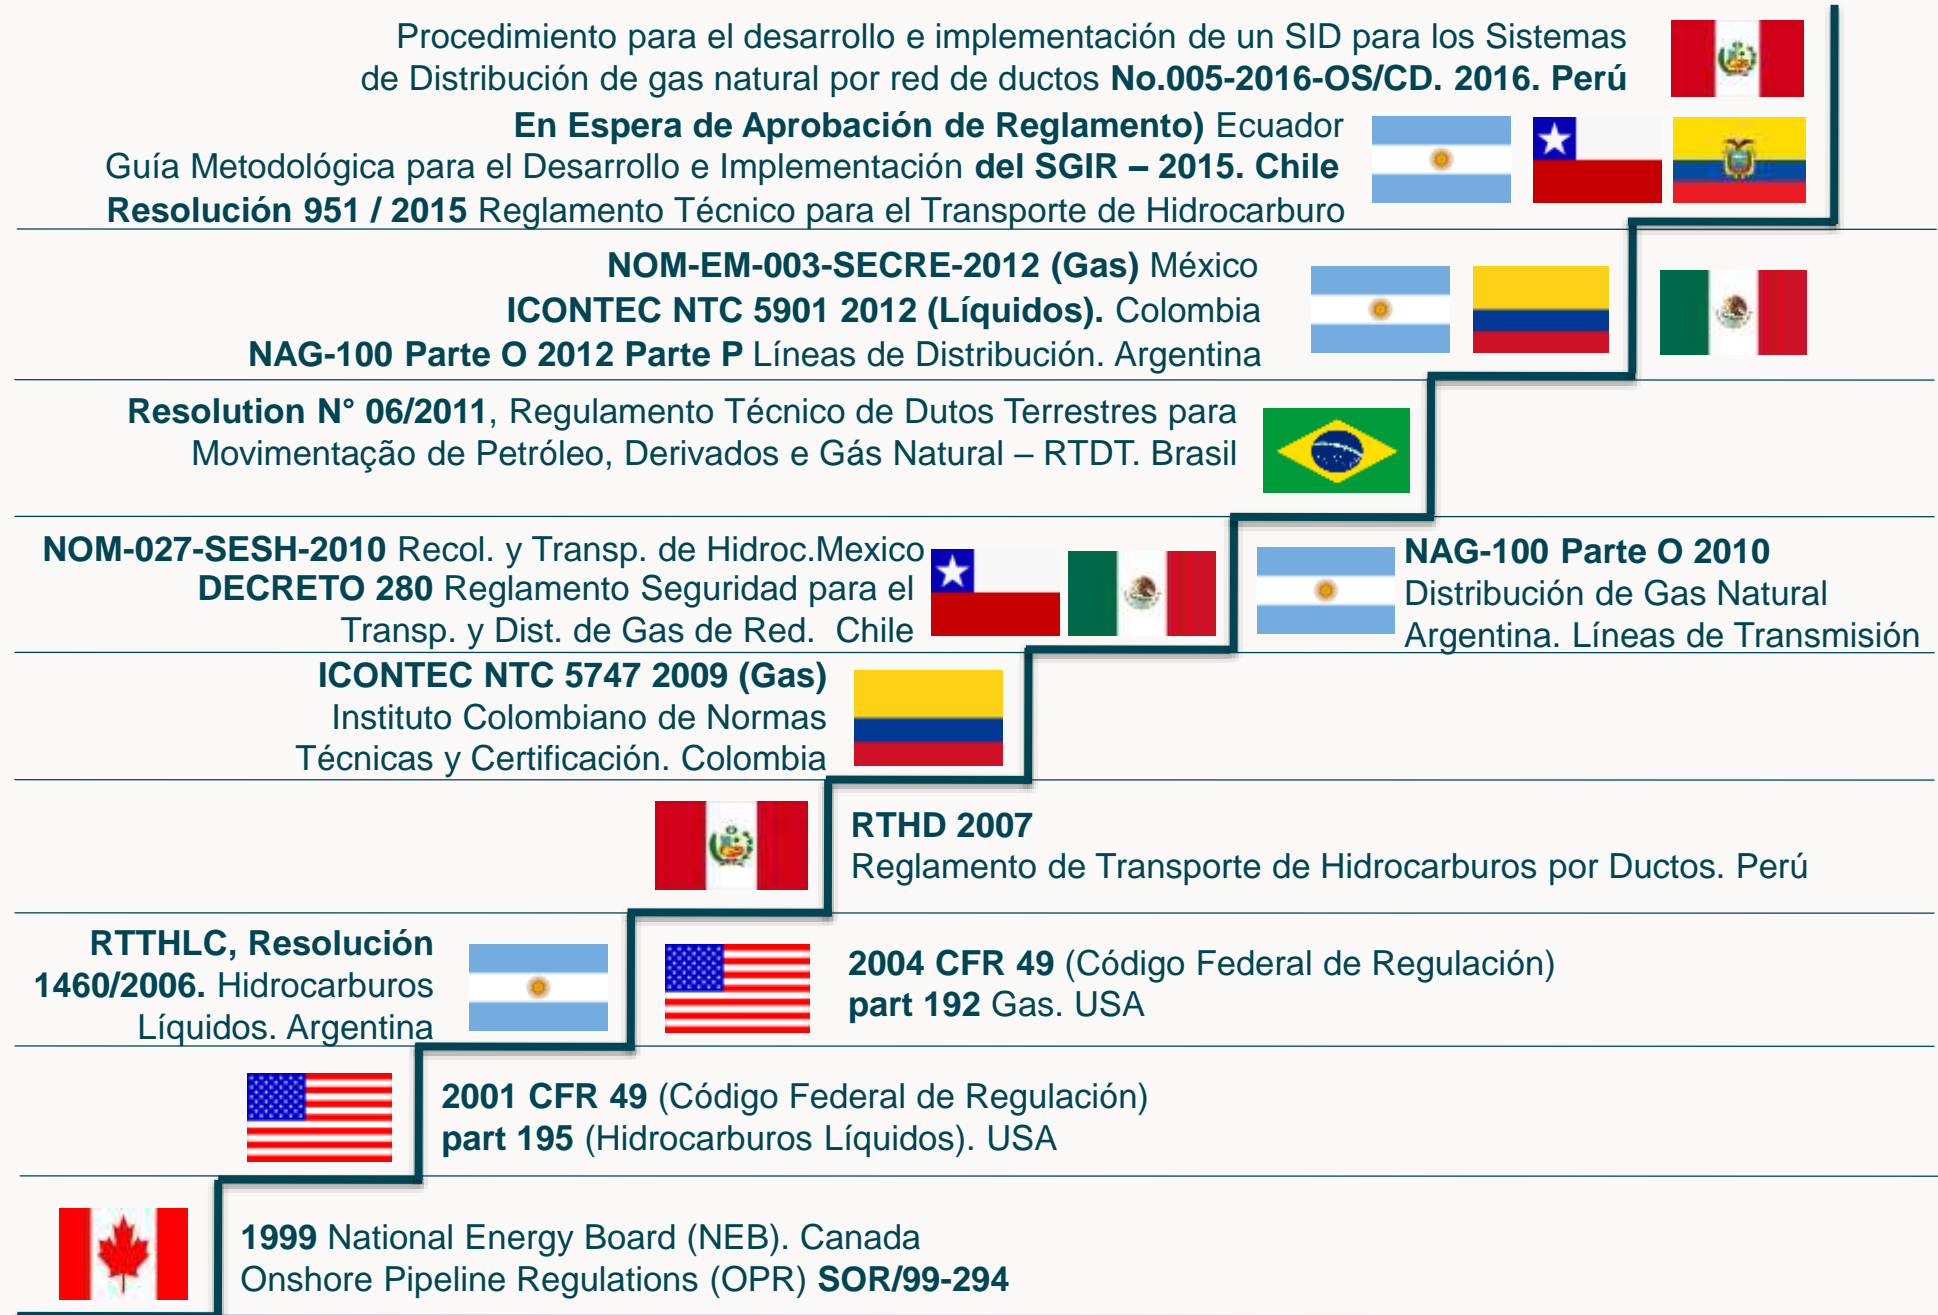 Procedimiento para el desarrollo e implementación de un SID para los Sistemas
de Distribución de gas natural por red de ductos No.005-2016-OS/CD. 2016. Perú
En Espera de Aprobación de Reglamento) Ecuador
Guía Metodológica para el Desarrollo e Implementación del SGIR – 2015. Chile
Resolución 951 / 2015 Reglamento Técnico para el Transporte de Hidrocarburo
NOM-EM-003-SECRE-2012 (Gas) México
ICONTEC NTC 5901 2012 (Líquidos). Colombia
NAG-100 Parte O 2012 Parte P Líneas de Distribución. Argentina
Resolution N° 06/2011, Regulamento Técnico de Dutos Terrestres para
Movimentação de Petróleo, Derivados e Gás Natural – RTDT. Brasil
NOM-027-SESH-2010 Recol. y Transp. de Hidroc.Mexico
DECRETO 280 Reglamento Seguridad para el
Transp. y Dist. de Gas de Red. Chile
NAG-100 Parte O 2010
Distribución de Gas Natural
Argentina. Líneas de Transmisión
ICONTEC NTC 5747 2009 (Gas)
Instituto Colombiano de Normas
Técnicas y Certificación. Colombia
RTHD 2007
Reglamento de Transporte de Hidrocarburos por Ductos. Perú
RTTHLC, Resolución
1460/2006. Hidrocarburos
Líquidos. Argentina
2004 CFR 49 (Código Federal de Regulación)
part 192 Gas. USA
2001 CFR 49 (Código Federal de Regulación)
part 195 (Hidrocarburos Líquidos). USA
1999 National Energy Board (NEB). Canada
Onshore Pipeline Regulations (OPR) SOR/99-294